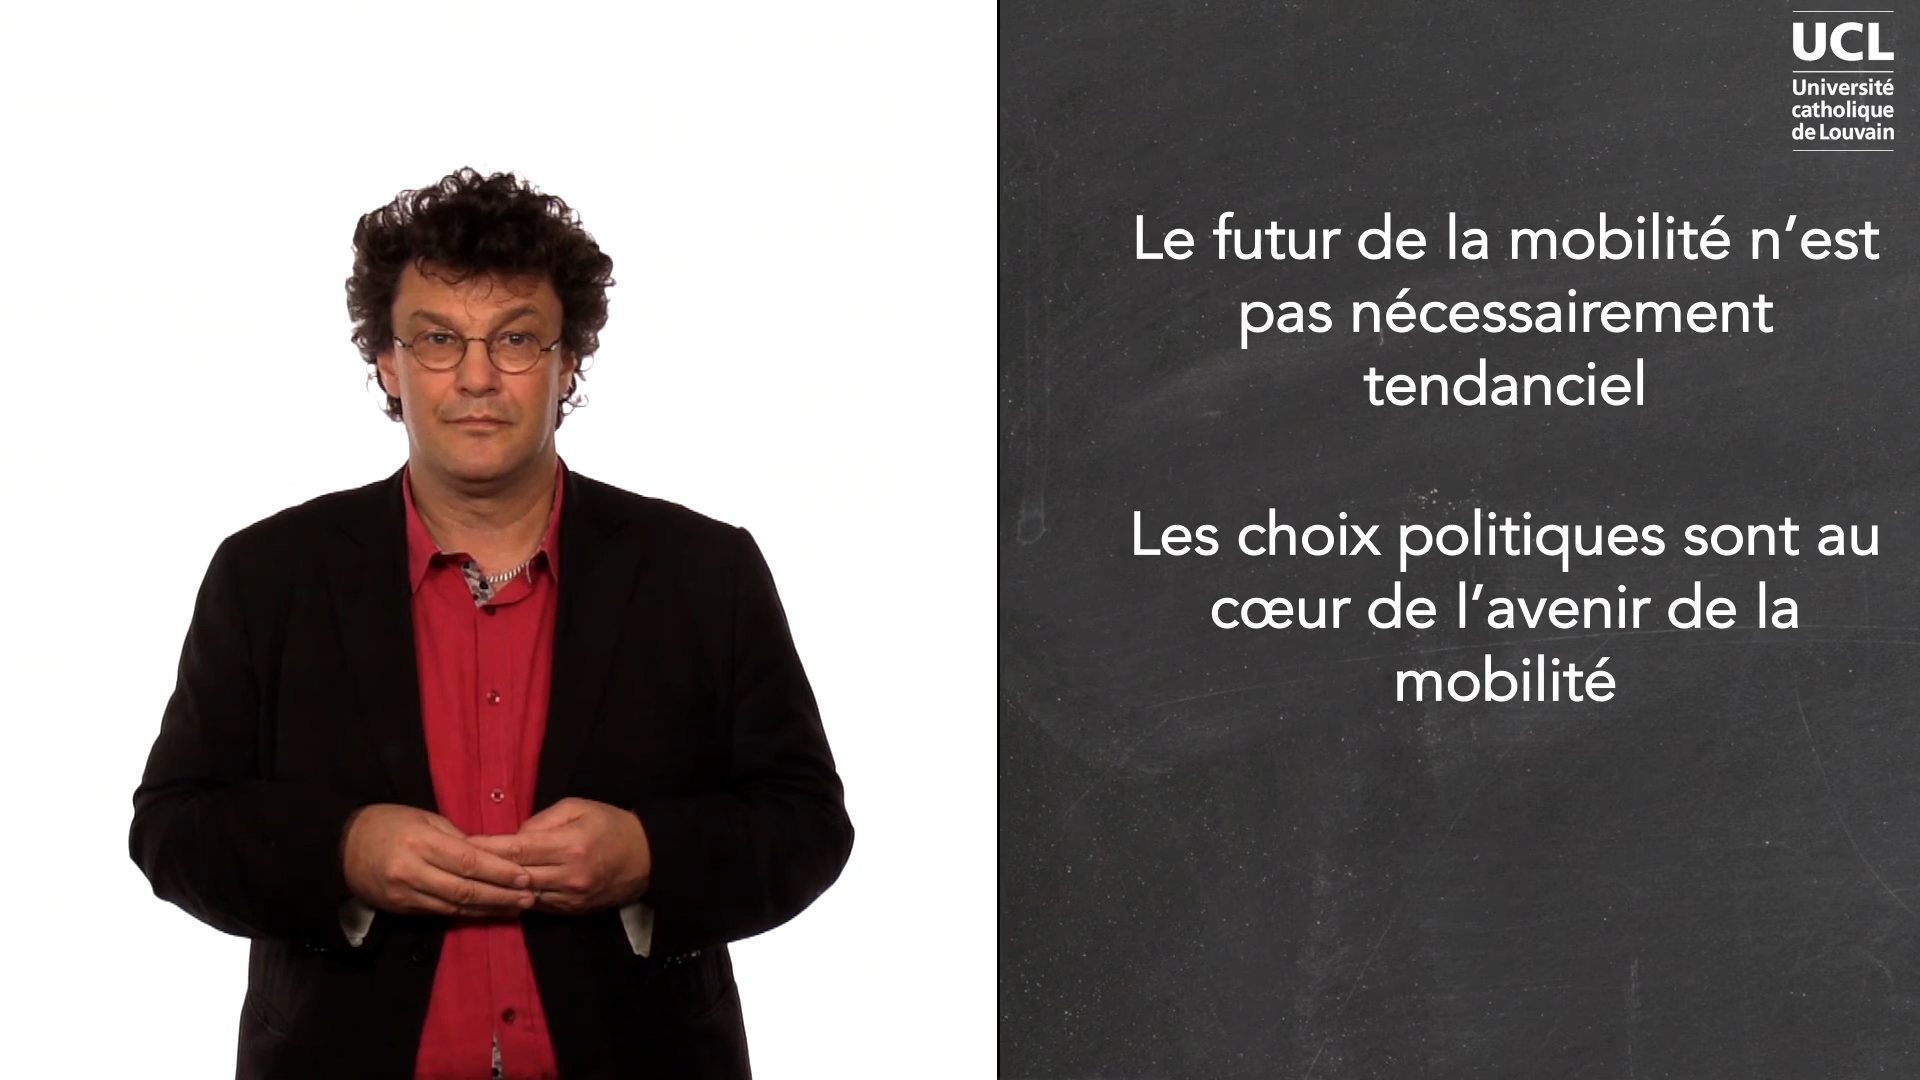 UCL
Université
catholique
de Louvain
Le futur de la mobilité n’est
pas nécessairement
tendanciel
Les choix politiques sont au
cœur de l’avenir de la
mobilité